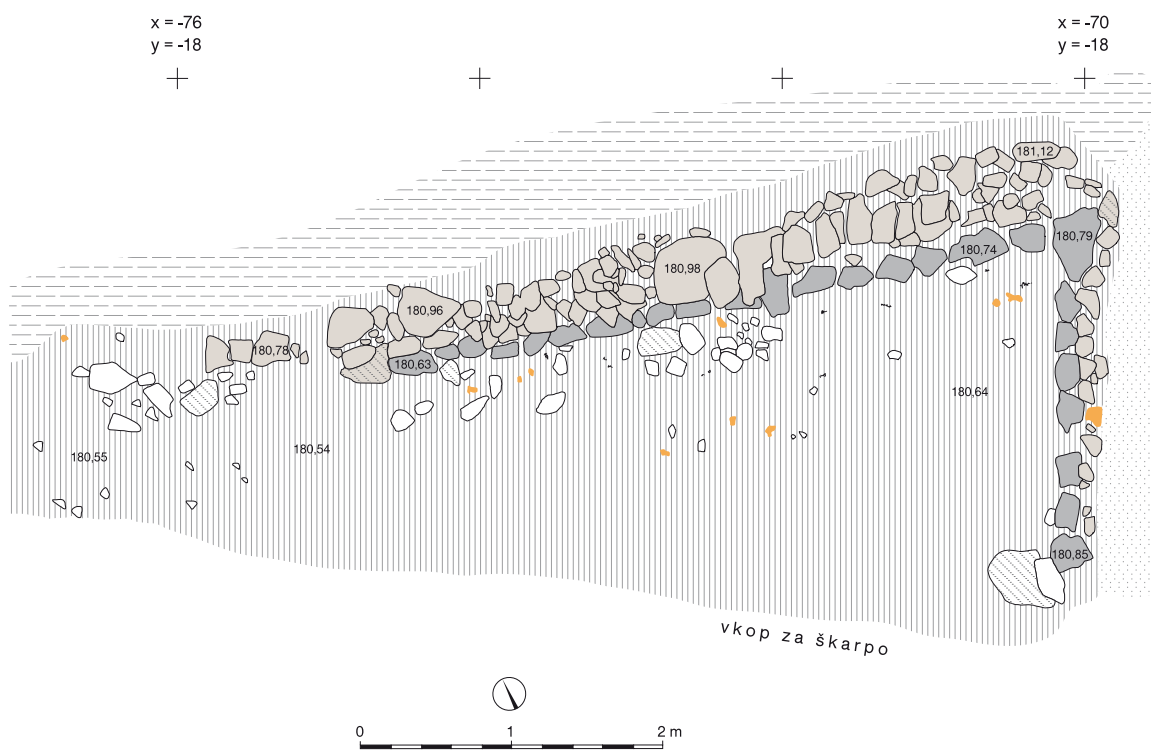 x = -76
y = -18
x = -70
y = -18
181,12
180,79
180,74
180,98
180,96
180,78
180,63
180,64
180,54
180,55
180,85
vkop za škarpo
0 1 2 m